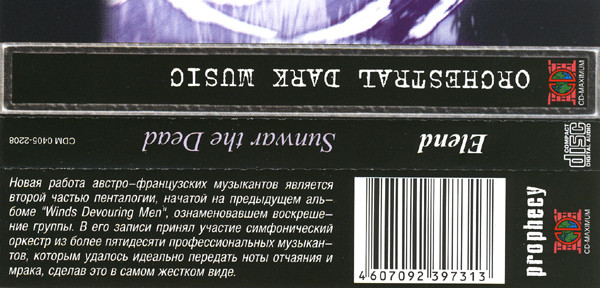 ORCHESTRAL DARK MUSIC
CD-MAXIMUM
CDM 0405-2208
Sunwar the Dead
Elend
COMPACT
disc
DIGITAL AUDIO
Новая работа австро-французских музыкантов является
второй частью пенталогии, начатой на предыдущем аль-
боме "Winds Devouring Men", ознаменовавшем воскреше-
ние группы. В его записи принял участие симфонический
оркестр из более пятидесяти профессиональных музыкан-
тов, которым удалось идеально передать ноты отчаяния и
мрака, сделав это в самом жестком виде.
4 607092 397313
prophecy
CD-MAXIMUM